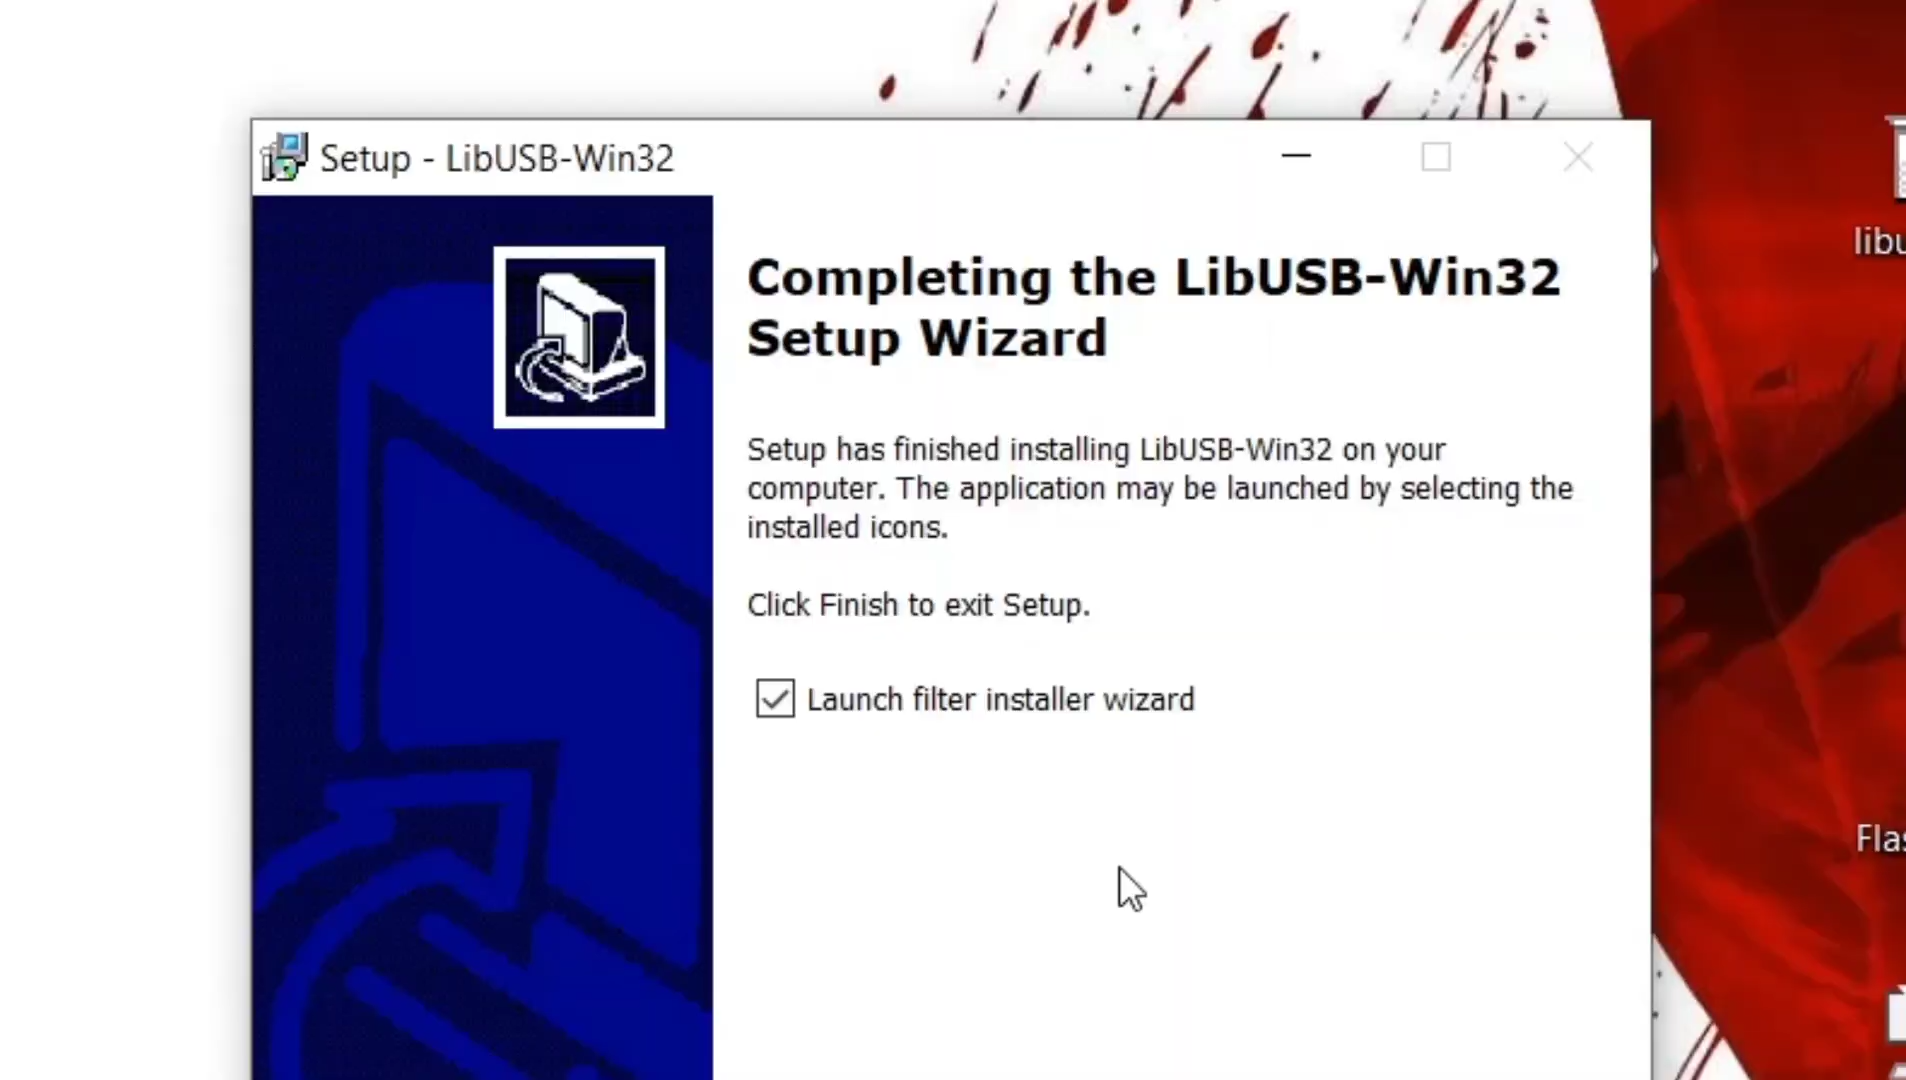 Setup - LibUSB-Win32
Completing the LibUSB-Win32
Setup Wizard
Setup has finished installing LibUSB-Win32 on your
computer. The application may be launched by selecting the
installed icons.
Click Finish to exit Setup.
Launch filter installer wizard